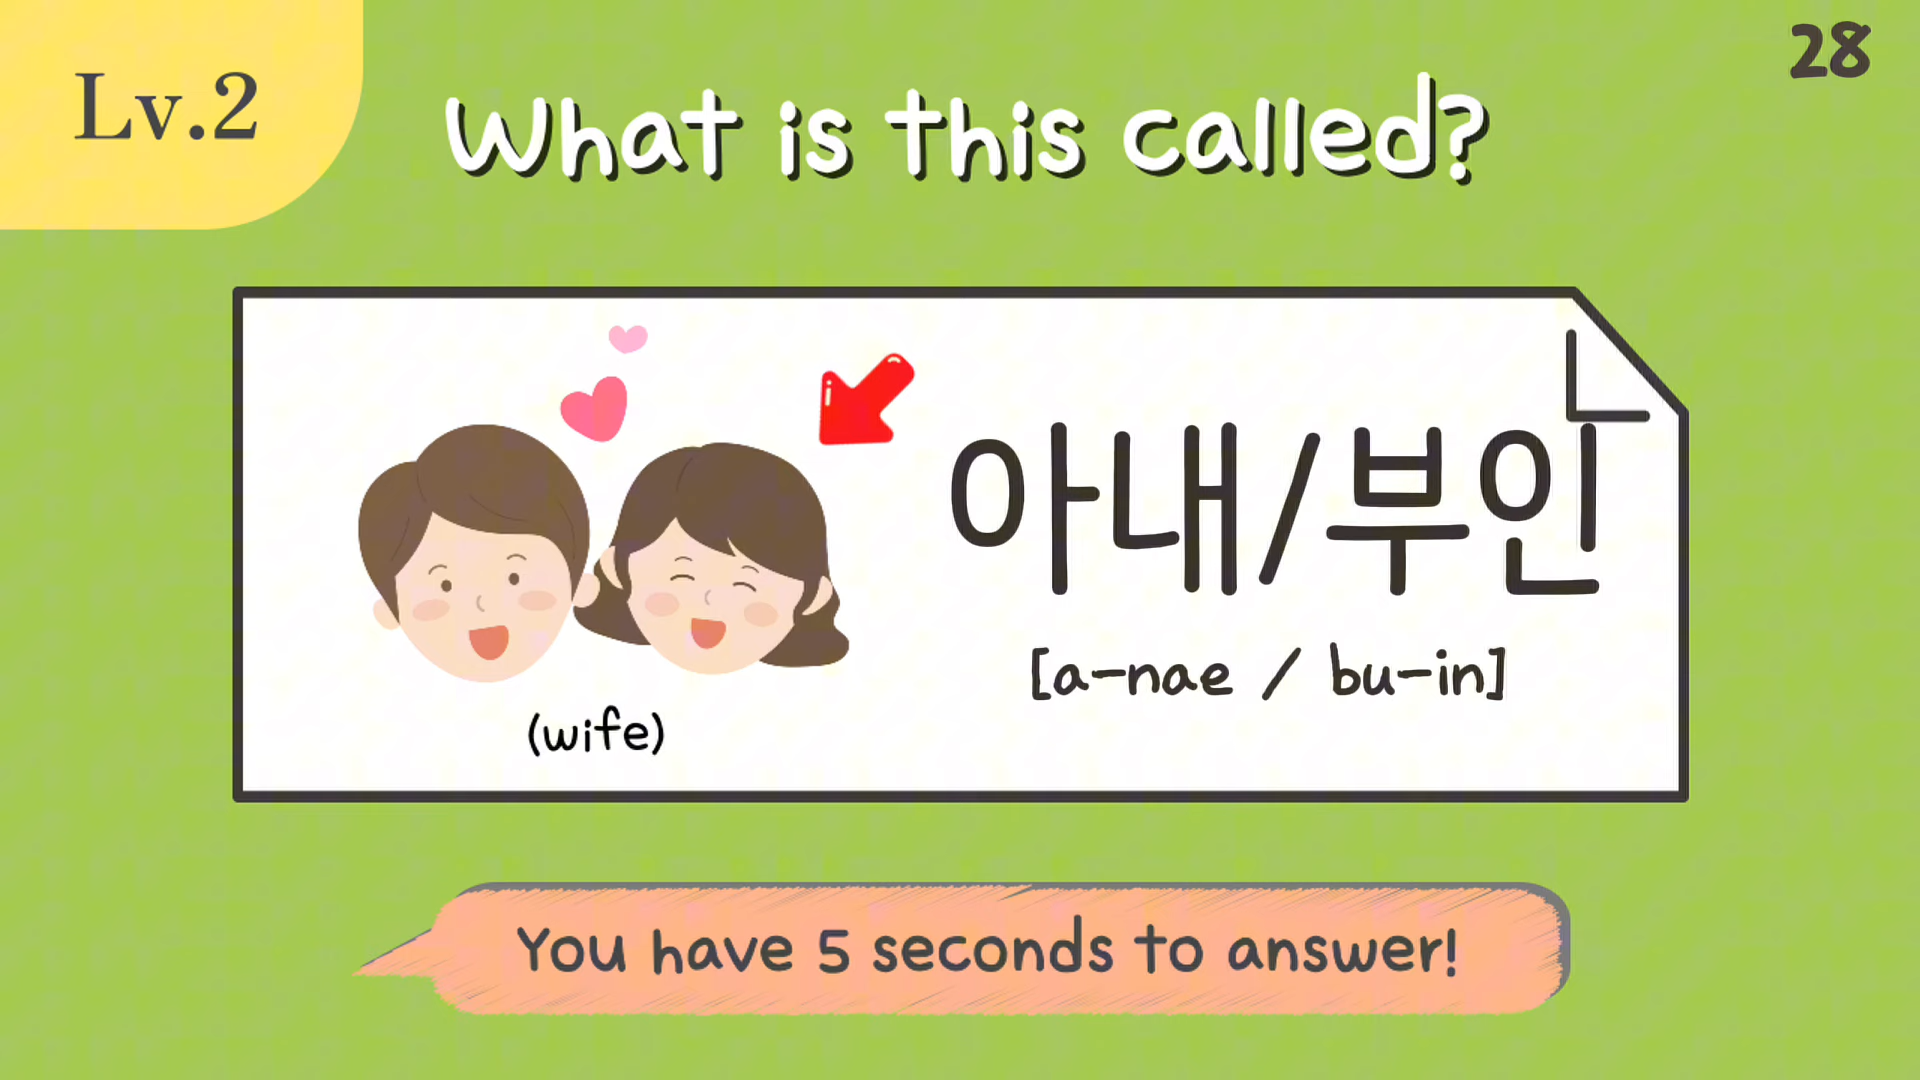 Lv.2
28
What is this called?
아내/부인
[a-nae / bu-in]
(wife)
You have 5 seconds to answer!